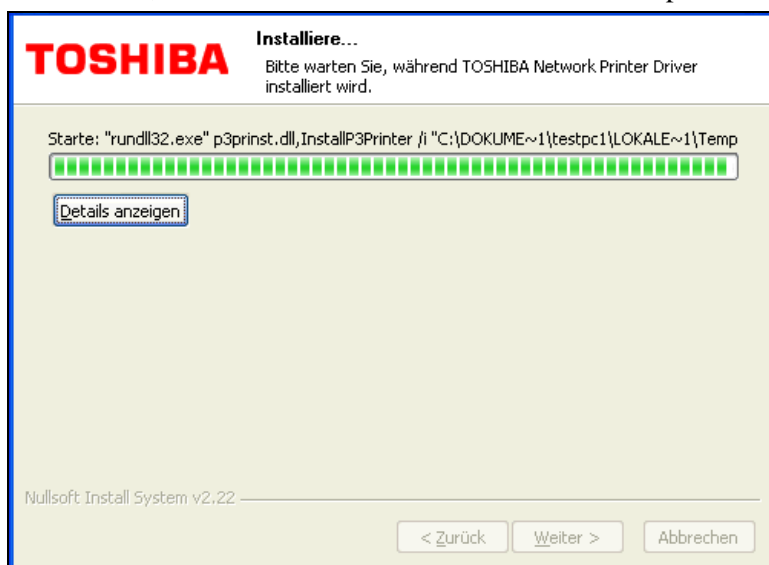 TOSHIBA
Installiere...
Bitte warten Sie, während TOSHIBA Network Printer Driver
installiert wird.
Starte: "rundll32.exe" p3prinst.dll,InstallP3Printer /i "C:\DOKUME~1\testpc1\LOKALE~1\Temp
Details anzeigen
Nullsoft Install System v2.22
< Zurück
Weiter >
Abbrechen